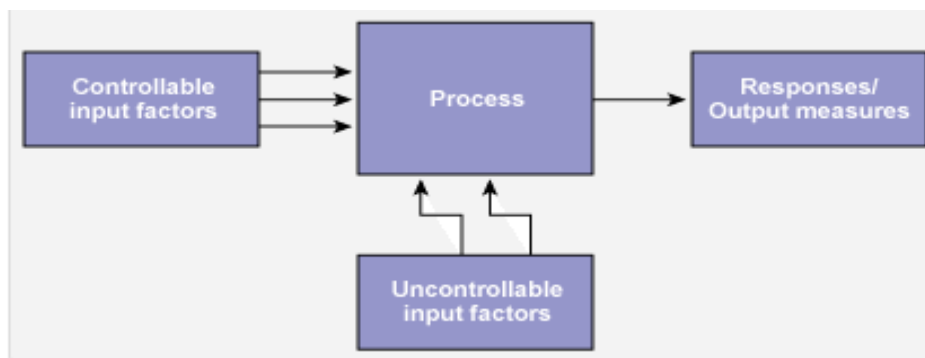 Controllable
input factors
Process
Responses/
Output measures
Uncontrollable
input factors